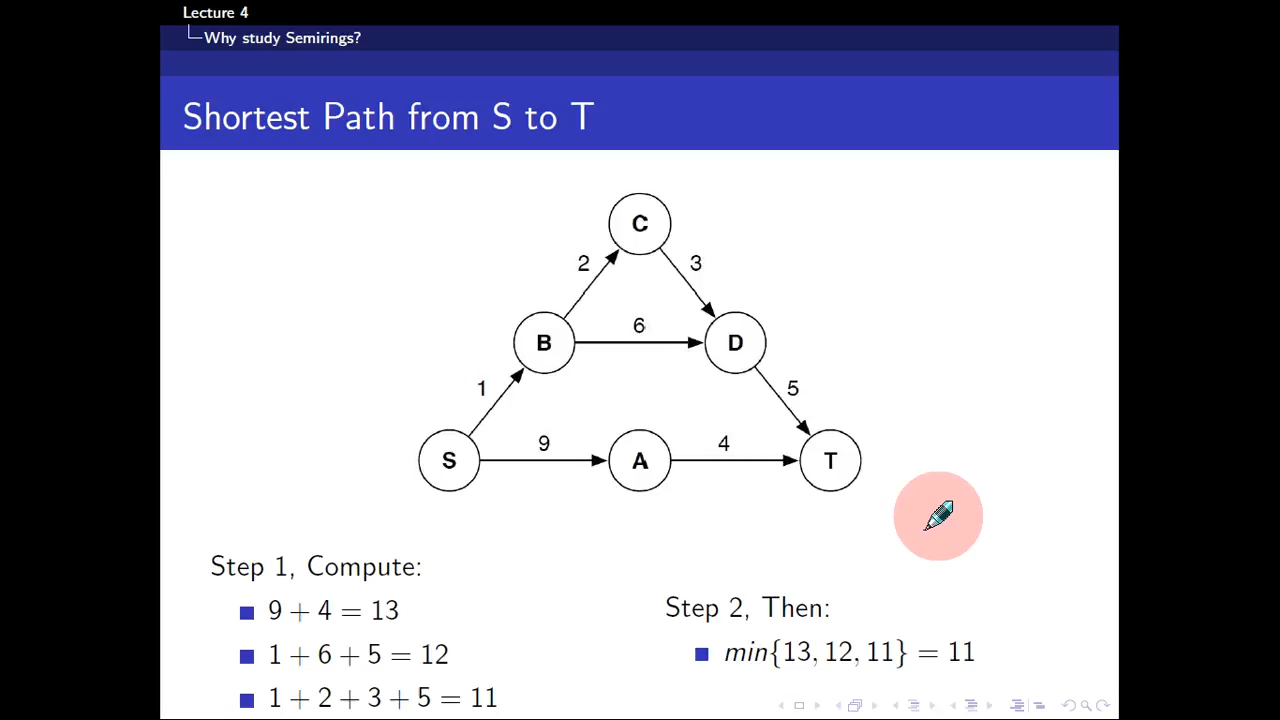 Lecture 4
Why study Semirings?
Shortest Path from S to T
C
2
3
B
6
D
1
5
S
9
A
4
T
Step 1, Compute:
9 + 4 = 13
1 + 6 + 5 = 12
1 + 2 + 3 + 5 = 11
Step 2, Then:
min{13, 12, 11} = 11